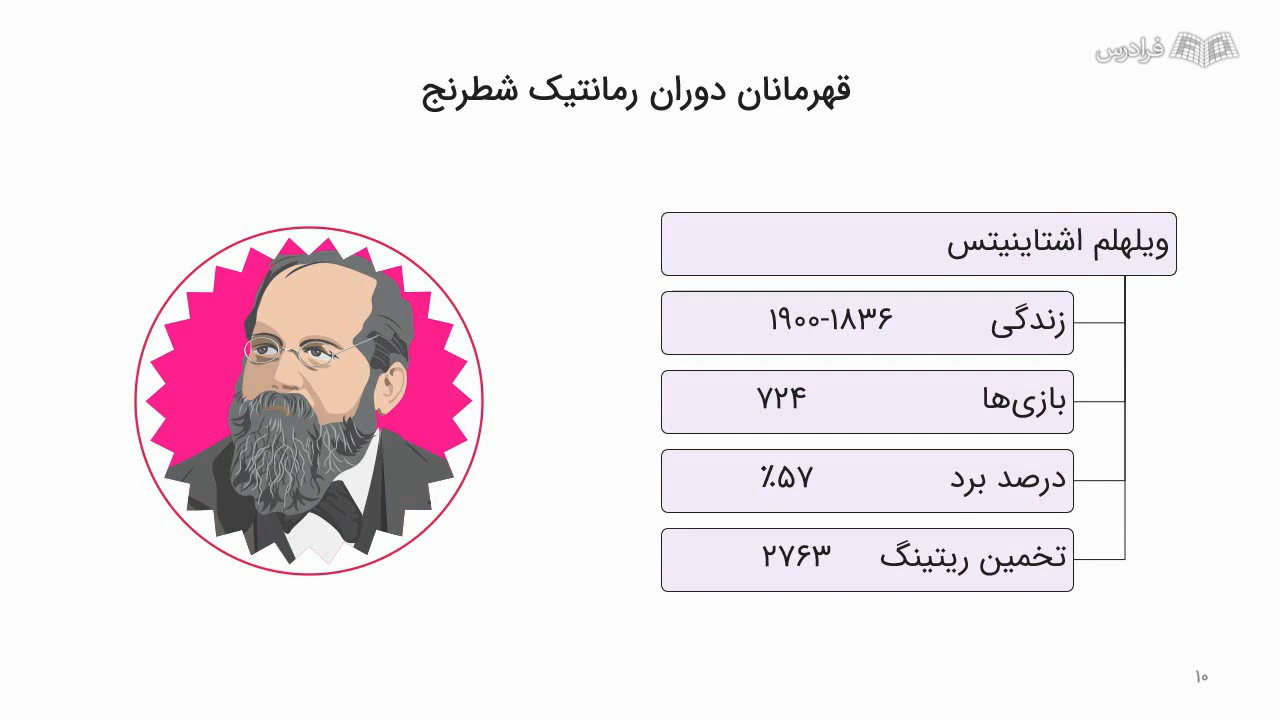 فرادرس
قهرمانان دوران رمانتیک شطرنج
ویلهلم اشتاینیتس
زندگی ۱۸۳۶-۱۹۰۰
بازی‌ها ۷۲۴
درصد برد ۵۷٪
تخمین ریتینگ ۲۷۶۳
۱۰